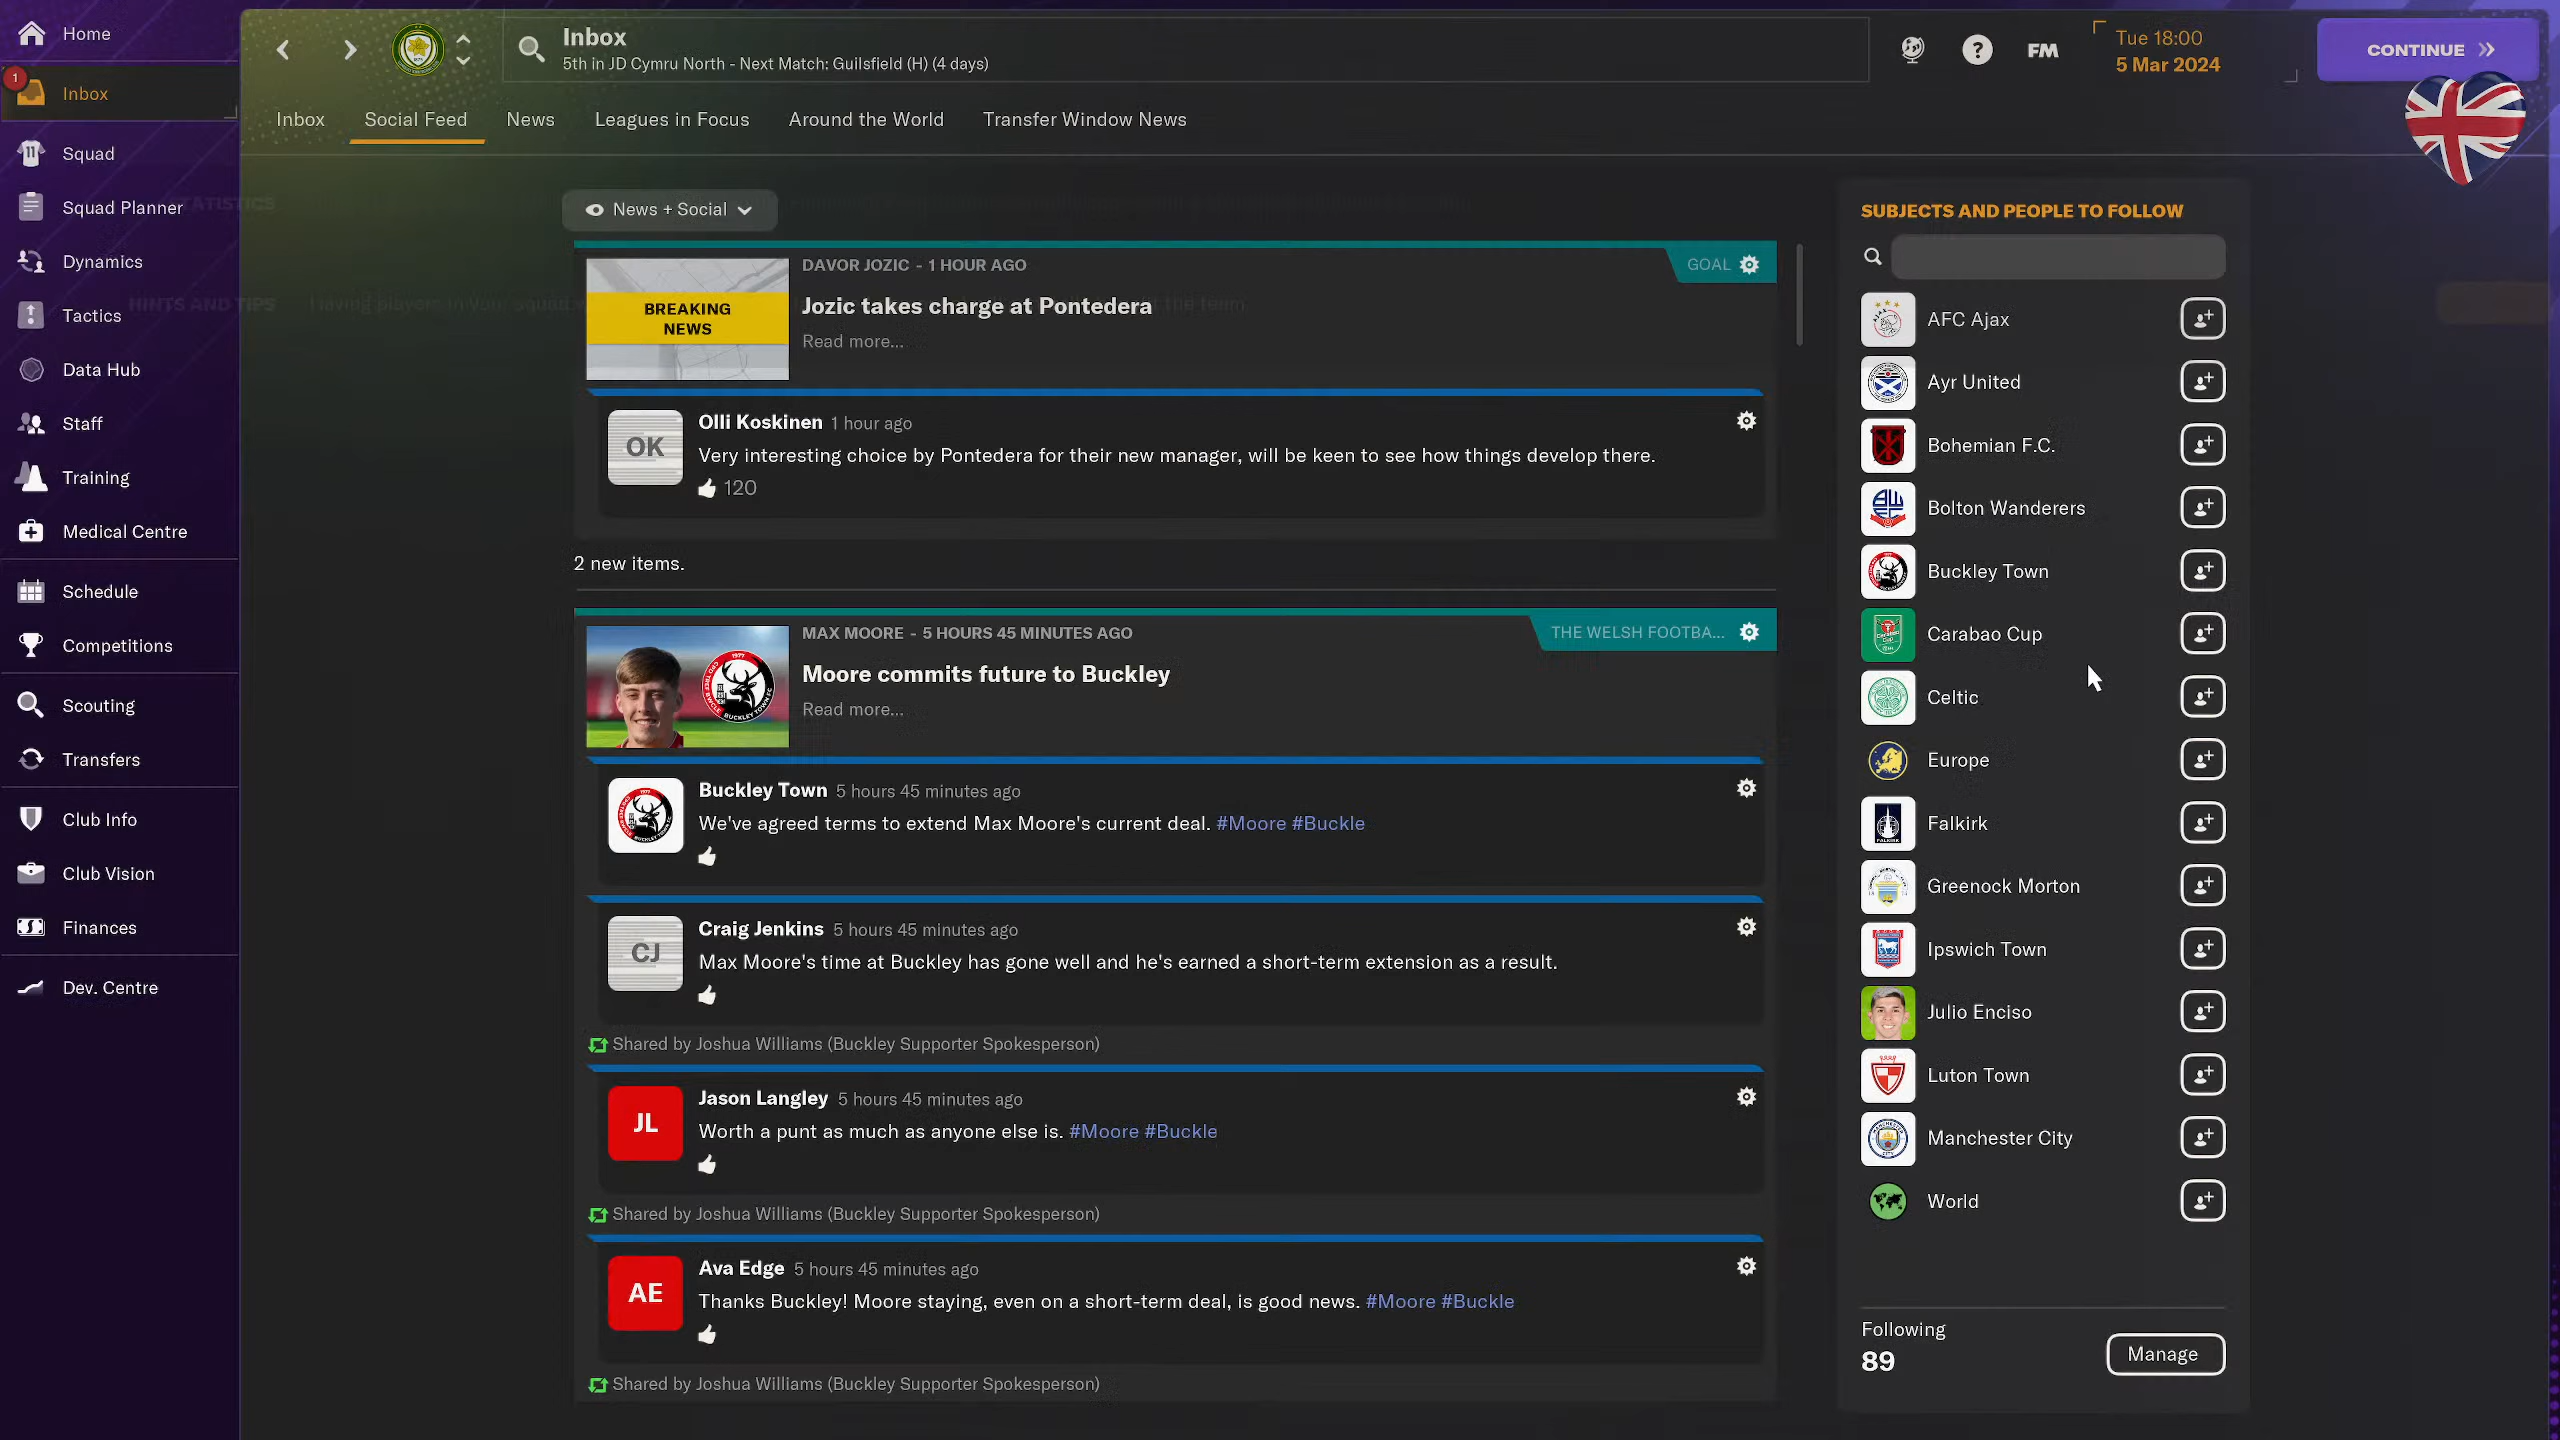 Home
1
Inbox
Squad
Squad Planner
Dynamics
Tactics
Data Hub
Staff
Training
Medical Centre
Schedule
Competitions
Scouting
Transfers
Club Info
Club Vision
Finances
Dev. Centre
Inbox
5th in JD Cymru North - Next Match: Guilsfield (H) (4 days)
FM
Tue 18:00
5 Mar 2024
CONTINUE
Inbox
Social Feed
News
Leagues in Focus
Around the World
Transfer Window News
HINTS AND TIPS
News + Social
DAVOR JOZIC - 1 HOUR AGO
GOAL
BREAKING
NEWS
Jozic takes charge at Pontedera
Read more...
OK
Olli Koskinen 1 hour ago
Very interesting choice by Pontedera for their new manager, will be keen to see how things develop there.
120
2 new items.
MAX MOORE - 5 HOURS 45 MINUTES AGO
THE WELSH FOOTBA...
Moore commits future to Buckley
Read more...
Buckley Town 5 hours 45 minutes ago
We've agreed terms to extend Max Moore's current deal. #Moore #Buckle
CJ
Craig Jenkins 5 hours 45 minutes ago
Max Moore's time at Buckley has gone well and he's earned a short-term extension as a result.
Shared by Joshua Williams (Buckley Supporter Spokesperson)
JL
Jason Langley 5 hours 45 minutes ago
Worth a punt as much as anyone else is. #Moore #Buckle
Shared by Joshua Williams (Buckley Supporter Spokesperson)
AE
Ava Edge 5 hours 45 minutes ago
Thanks Buckley! Moore staying, even on a short-term deal, is good news. #Moore #Buckle
Shared by Joshua Williams (Buckley Supporter Spokesperson)
SUBJECTS AND PEOPLE TO FOLLOW
AFC Ajax
Ayr United
Bohemian F.C.
Bolton Wanderers
Buckley Town
Carabao Cup
Celtic
Europe
Falkirk
Greenock Morton
Ipswich Town
Julio Enciso
Luton Town
Manchester City
World
Following
89
Manage